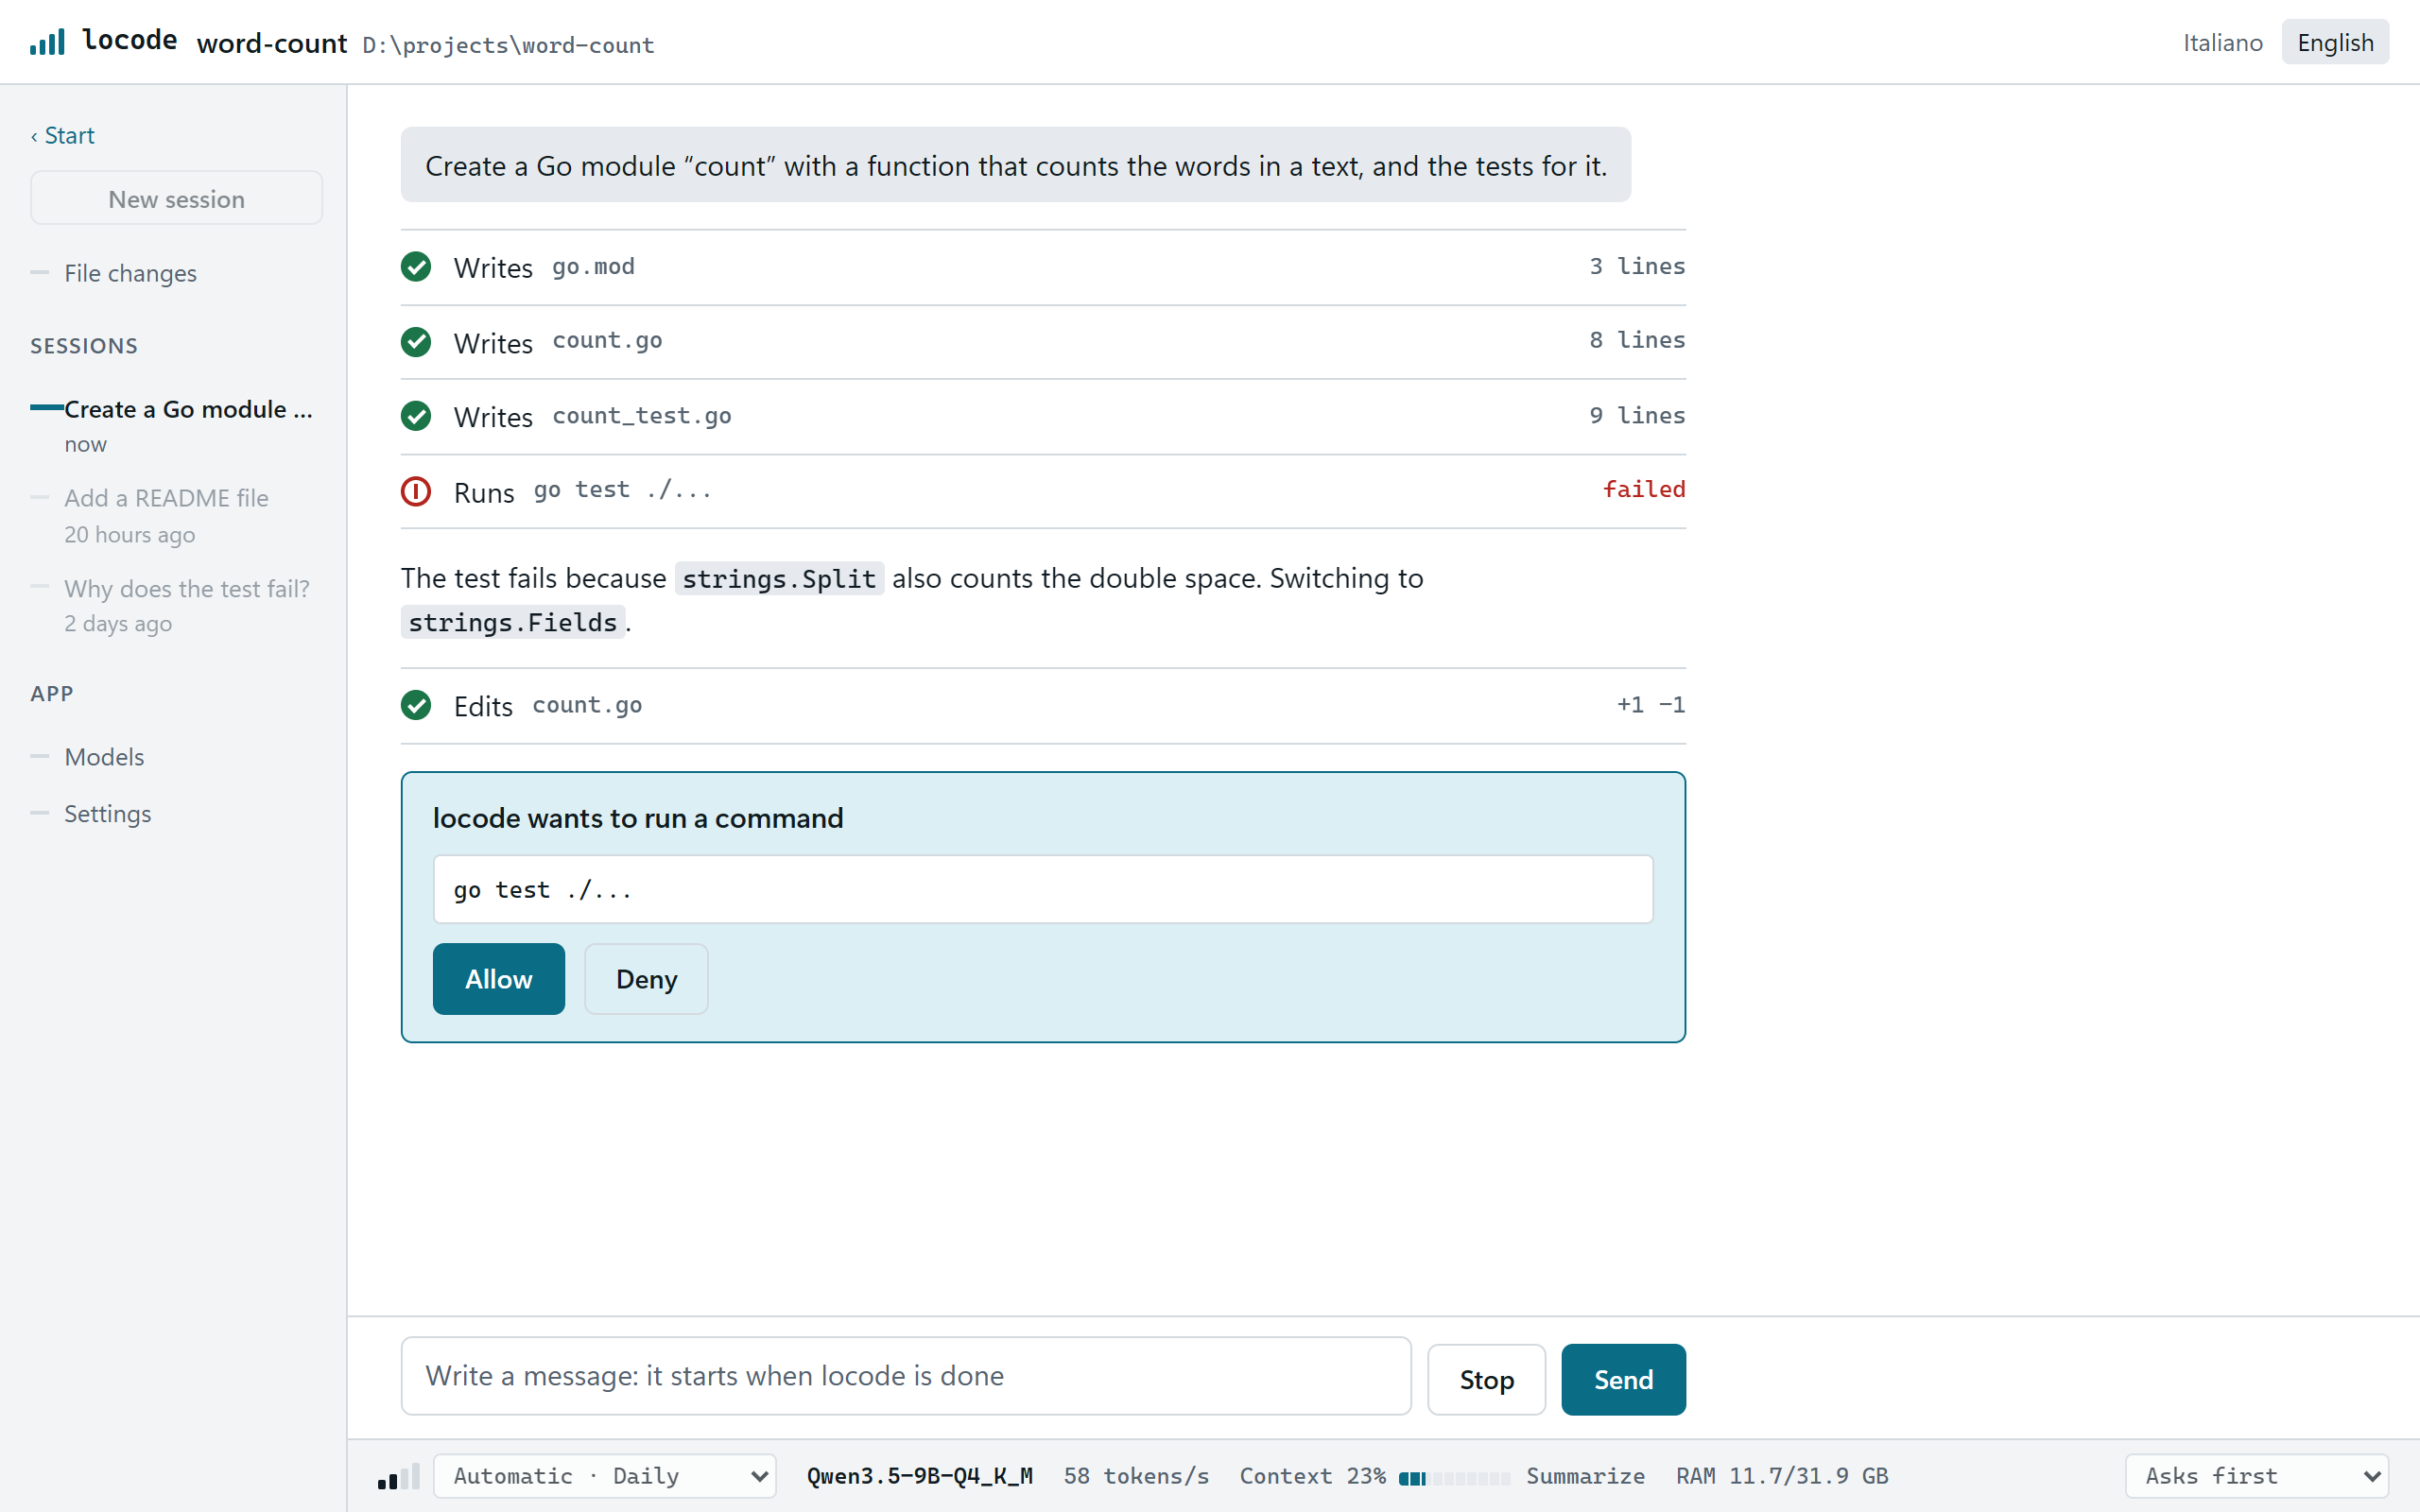 locode word-count D:\projects\word-count
Italiano English
‹ Start
New session
File changes
SESSIONS
Create a Go module ...
now
Add a README file
20 hours ago
Why does the test fail?
2 days ago
APP
Models
Settings
Create a Go module “count” with a function that counts the words in a text, and the tests for it.
Writes go.mod 3 lines
Writes count.go 8 lines
Writes count_test.go 9 lines
Runs go test ./... failed
The test fails because strings.Split also counts the double space. Switching to
strings.Fields.
Edits count.go +1 −1
locode wants to run a command
go test ./...
Allow Deny
Write a message: it starts when locode is done
Stop Send
Automatic · Daily Qwen3.5-9B-Q4_K_M 58 tokens/s Context 23% Summarize RAM 11.7/31.9 GB Asks first